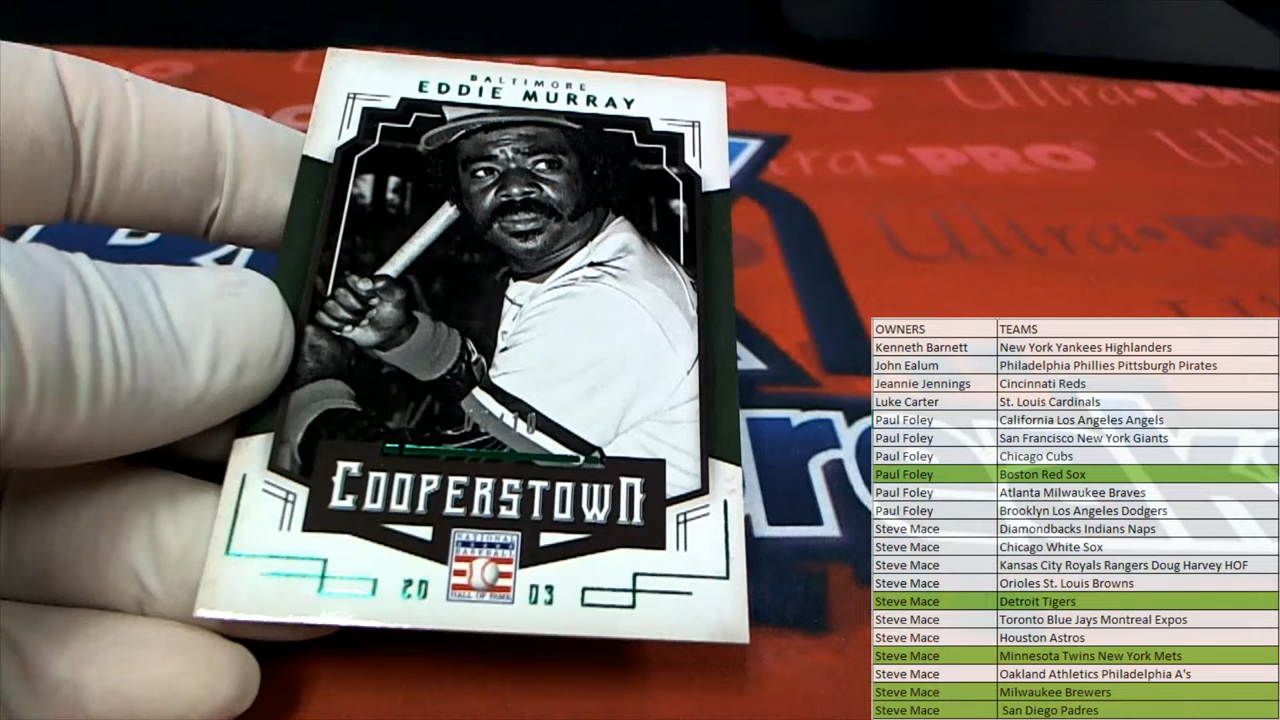 BALTIMORE
EDDIE MURRAY
COOPERSTOWN
NATIONAL
BASEBALL
HALL OF FAME
20 03
Ultra PRO
Ultra PRO
OWNERS TEAMS
Kenneth Barnett New York Yankees Highlanders
John Ealum Philadelphia Phillies Pittsburgh Pirates
Jeannie Jennings Cincinnati Reds
Luke Carter St. Louis Cardinals
Paul Foley California Los Angeles Angels
Paul Foley San Francisco New York Giants
Paul Foley Chicago Cubs
Paul Foley Boston Red Sox
Paul Foley Atlanta Milwaukee Braves
Paul Foley Brooklyn Los Angeles Dodgers
Steve Mace Diamondbacks Indians Naps
Steve Mace Chicago White Sox
Steve Mace Kansas City Royals Rangers Doug Harvey HOF
Steve Mace Orioles St. Louis Browns
Steve Mace Detroit Tigers
Steve Mace Toronto Blue Jays Montreal Expos
Steve Mace Houston Astros
Steve Mace Minnesota Twins New York Mets
Steve Mace Oakland Athletics Philadelphia A's
Steve Mace Milwaukee Brewers
Steve Mace San Diego Padres